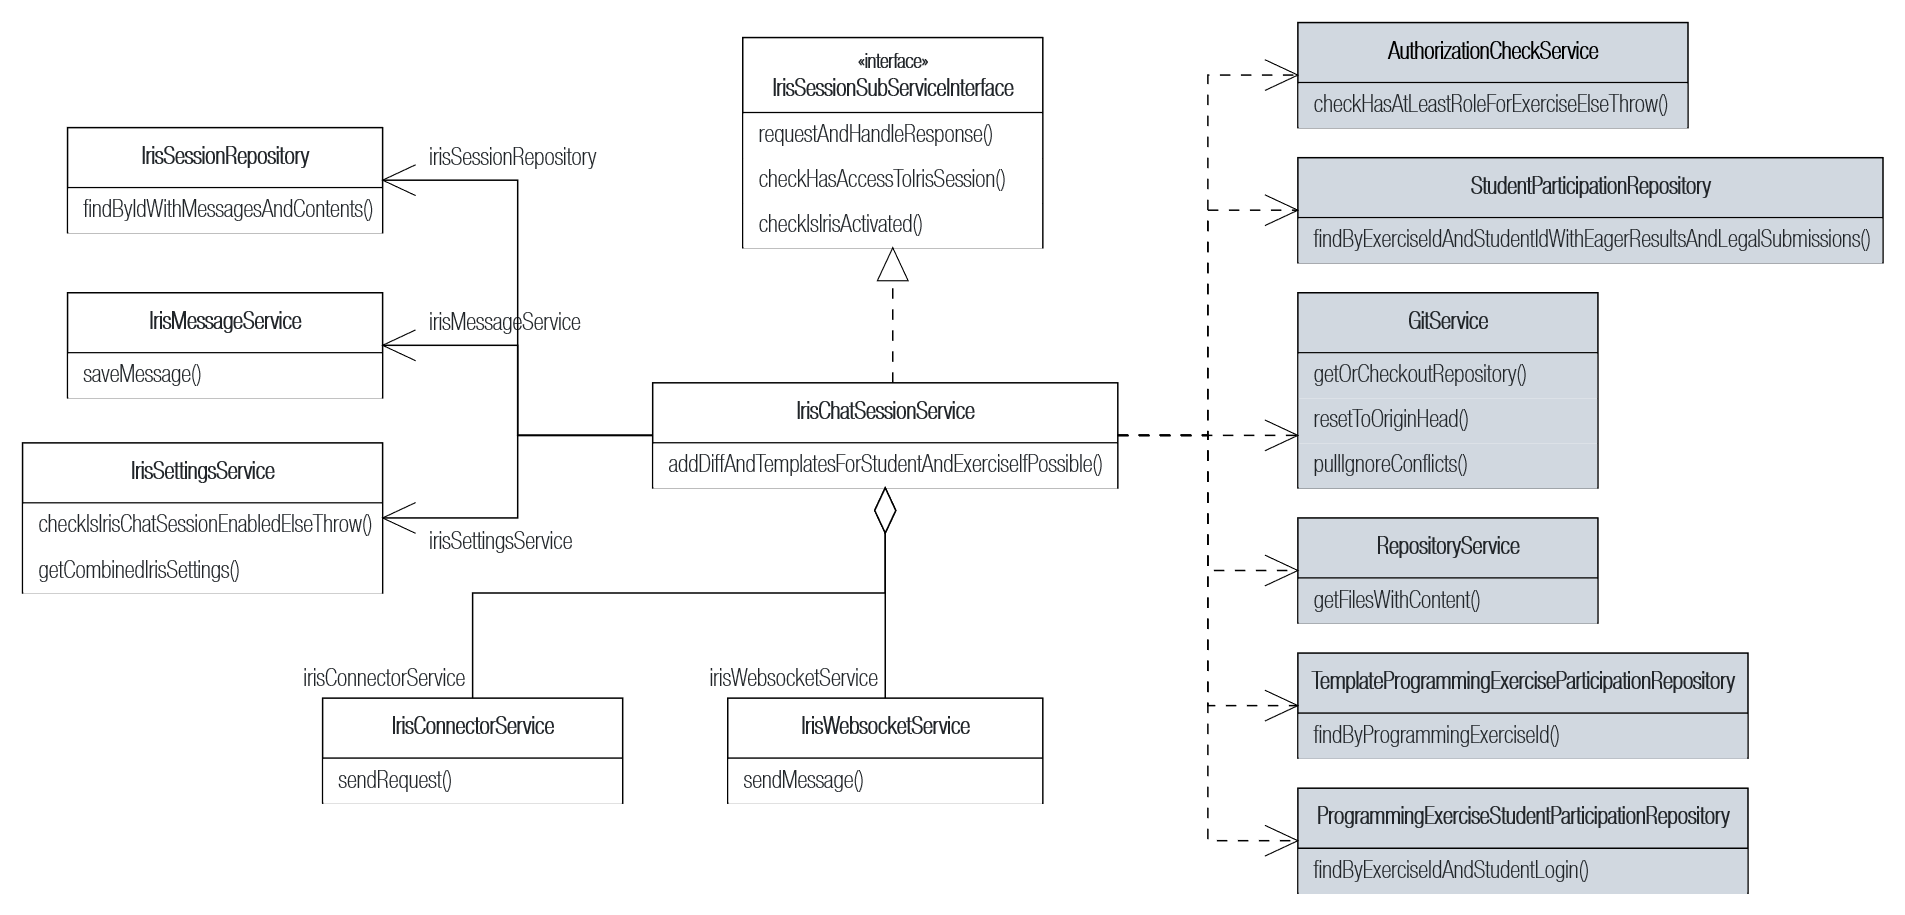 «interface»
IrisSessionSubServiceInterface
requestAndHandleResponse()
checkHasAccessToIrisSession()
checkIsIrisActivated()
IrisSessionRepository
findByIdWithMessagesAndContents()
irisSessionRepository
IrisMessageService
saveMessage()
irisMessageService
IrisSettingsService
checkIsIrisChatSessionEnabledElseThrow()
getCombinedIrisSettings()
irisSettingsService
IrisChatSessionService
addDiffAndTemplatesForStudentAndExerciseIfPossible()
irisConnectorService
IrisConnectorService
sendRequest()
irisWebsocketService
IrisWebsocketService
sendMessage()
AuthorizationCheckService
checkHasAtLeastRoleForExerciseElseThrow()
StudentParticipationRepository
findByExerciseIdAndStudentIdWithEagerResultsAndLegalSubmissions()
GitService
getOrCheckoutRepository()
resetToOriginHead()
pullIgnoreConflicts()
RepositoryService
getFilesWithContent()
TemplateProgrammingExerciseParticipationRepository
findByProgrammingExerciseId()
ProgrammingExerciseStudentParticipationRepository
findByExerciseIdAndStudentLogin()